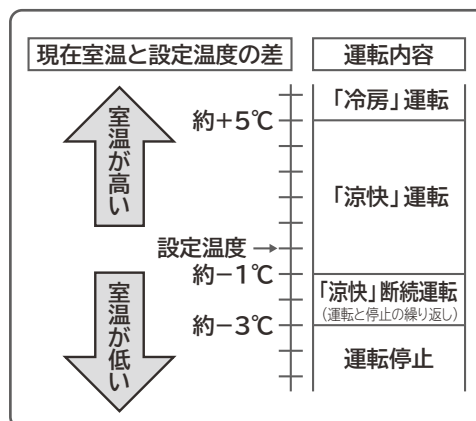 現在室温と設定温度の差
運転内容
室温が高い
約+5℃
「冷房」運転
「涼快」運転
設定温度→
約−1℃
「涼快」断続運転
(運転と停止の繰り返し)
室温が低い
約−3℃
運転停止